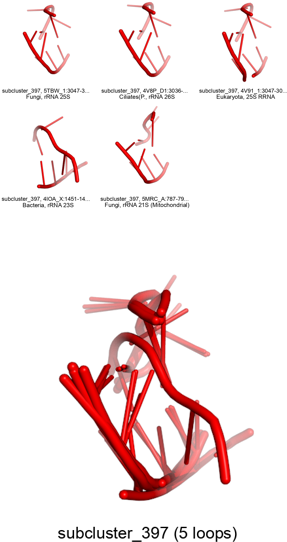 subcluster_397, 5TBW_1:3047-3...
Fungi, rRNA 25S
subcluster_397, 4V8P_D1:3036-...
Ciliates(P., rRNA 26S
subcluster_397, 4V91_1:3047-30...
Eukaryota, 25S RRNA
subcluster_397, 4IOA_X:1451-14...
Bacteria, rRNA 23S
subcluster_397, 5MRC_A:787-79...
Fungi, rRNA 21S (Mitochondrial)
subcluster_397 (5 loops)